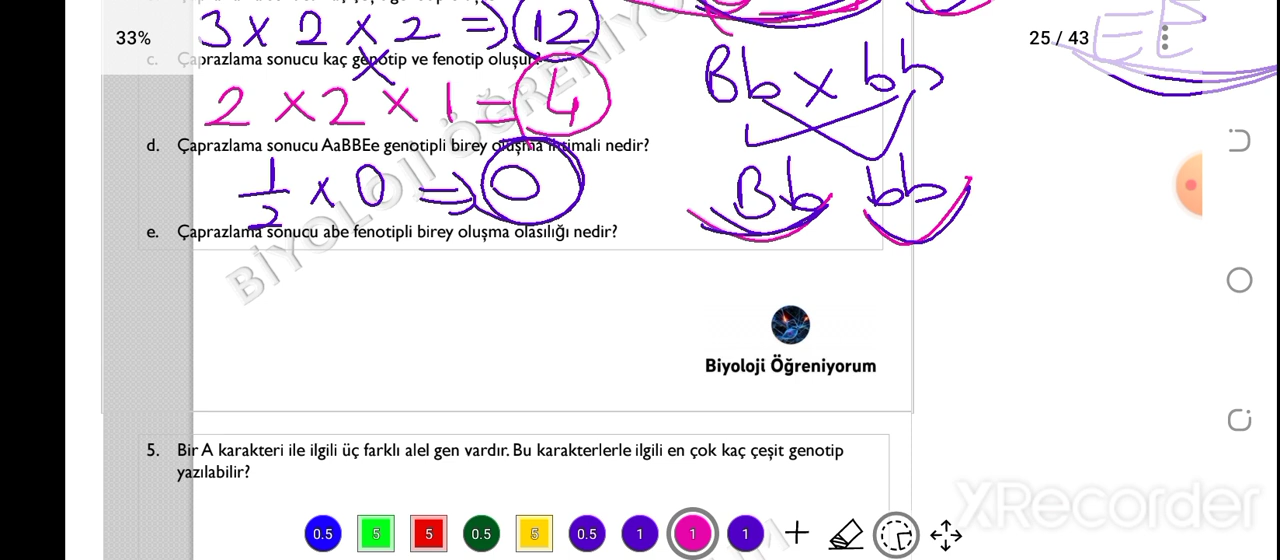 33%
3 x 2 x 2 => 12
25 / 43
c. Çaprazlama sonucu kaç genotip ve fenotip oluşur?
Bb x bb
2 x 2 x 1 = 4
d. Çaprazlama sonucu AaBBEe genotipli birey oluşma ihtimali nedir?
1/2 x 0 => 0
Bb bb
e. Çaprazlama sonucu abe fenotipli birey oluşma olasılığı nedir?
BİYOLOJİ ÖĞRENİYO
Biyoloji Öğreniyorum
5. Bir A karakteri ile ilgili üç farklı alel gen vardır. Bu karakterlerle ilgili en çok kaç çeşit genotip
yazılabilir?
XRecorder
0.5 5 5 0.5 5 0.5 1 1 1